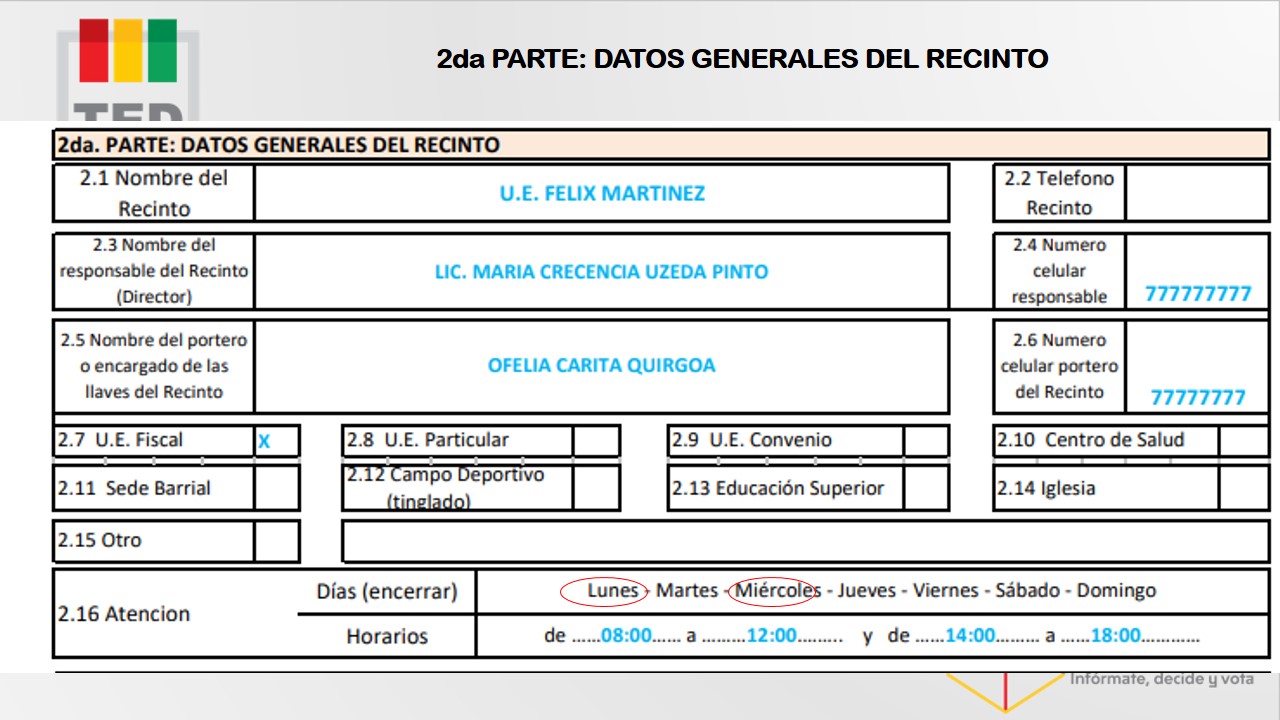 2da PARTE: DATOS GENERALES DEL RECINTO
TED
2da. PARTE: DATOS GENERALES DEL RECINTO
2.1 Nombre del
Recinto
U.E. FELIX MARTINEZ
2.2 Telefono
Recinto
2.3 Nombre del
responsable del Recinto
(Director)
LIC. MARIA CRECENCIA UZEDA PINTO
2.4 Numero
celular
responsable
777777777
2.5 Nombre del portero
o encargado de las
llaves del Recinto
OFELIA CARITA QUIRGOA
2.6 Numero
celular portero
del Recinto
77777777
2.7 U.E. Fiscal
X
2.8 U.E. Particular
2.9 U.E. Convenio
2.10 Centro de Salud
2.11 Sede Barrial
2.12 Campo Deportivo
(tinglado)
2.13 Educación Superior
2.14 Iglesia
2.15 Otro
2.16 Atencion
Días (encerrar)
Lunes - Martes - Miércoles - Jueves - Viernes - Sábado - Domingo
Horarios
de ......08:00...... a .........12:00......... y de ......14:00......... a ......18:00............
Infórmate, decide y vota